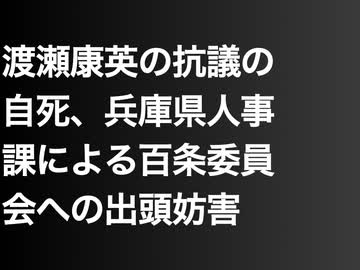 渡瀬康英の抗議の
自死、兵庫県人事
課による百条委員
会への出頭妨害